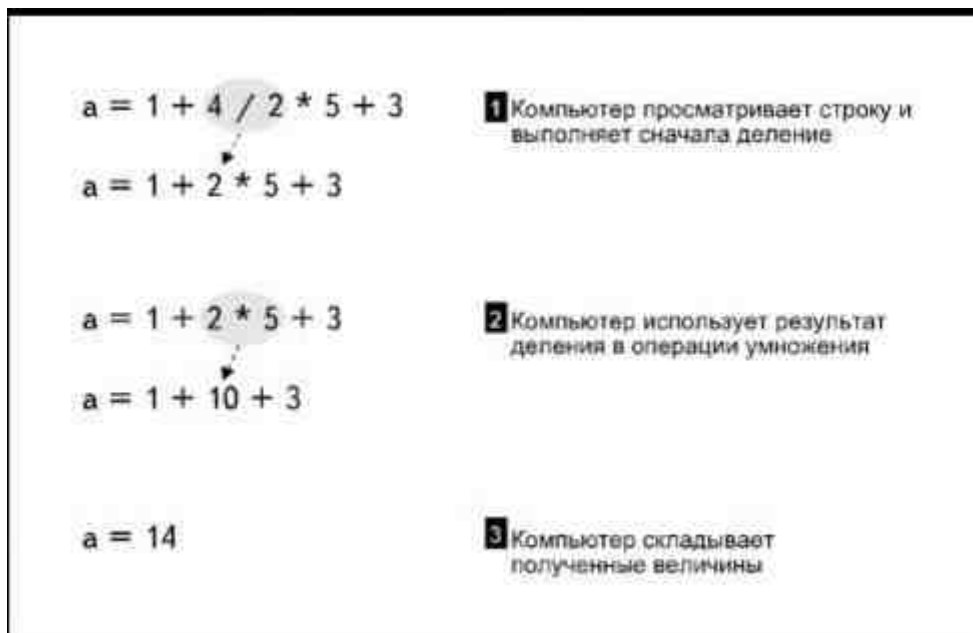 a = 1 + 4 / 2 * 5 + 3
1 Компьютер просматривает строку и
выполняет сначала деление
a = 1 + 2 * 5 + 3
a = 1 + 2 * 5 + 3
2 Компьютер использует результат
деления в операции умножения
a = 1 + 10 + 3
a = 14
3 Компьютер складывает
полученные величины